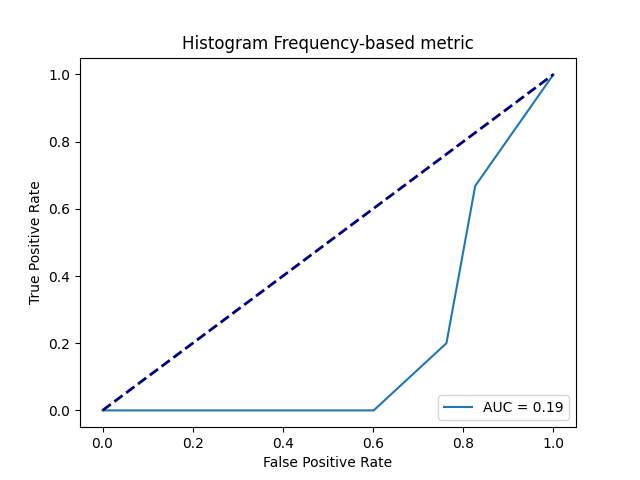 Histogram Frequency-based metric
1.0
0.8
0.6
0.4
0.2
0.0
True Positive Rate
0.0 0.2 0.4 0.6 0.8 1.0
False Positive Rate
AUC = 0.19